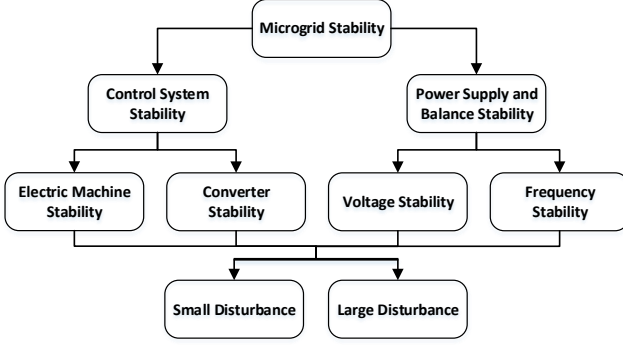 Microgrid Stability
Control System
Stability
Power Supply and
Balance Stability
Electric Machine
Stability
Converter
Stability
Voltage Stability
Frequency
Stability
Small Disturbance
Large Disturbance